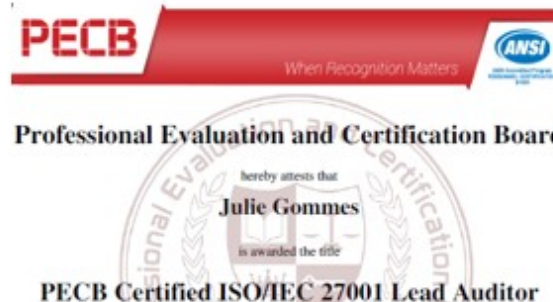 PECB
When Recognition Matters
ANSI
Professional Evaluation and Certification Board
hereby attests that
Julie Gommes
is awarded the title
PECB Certified ISO/IEC 27001 Lead Auditor